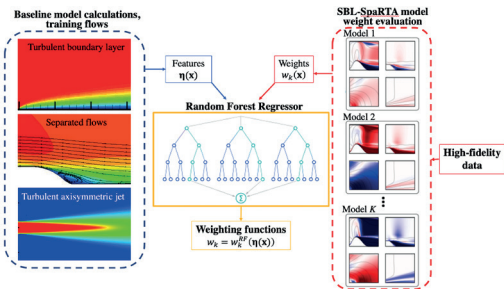 Baseline model calculations,
training flows
Turbulent boundary layer
Separated flows
Turbulent axisymmetric jet
Features
η(x)
Weights
w_k(x)
Random Forest Regressor
Σ
Weighting functions
w_k = w_k^{RF}(η(x))
SBL-SpaRTA model
weight evaluation
Model 1
Model 2
Model K
High-fidelity
data